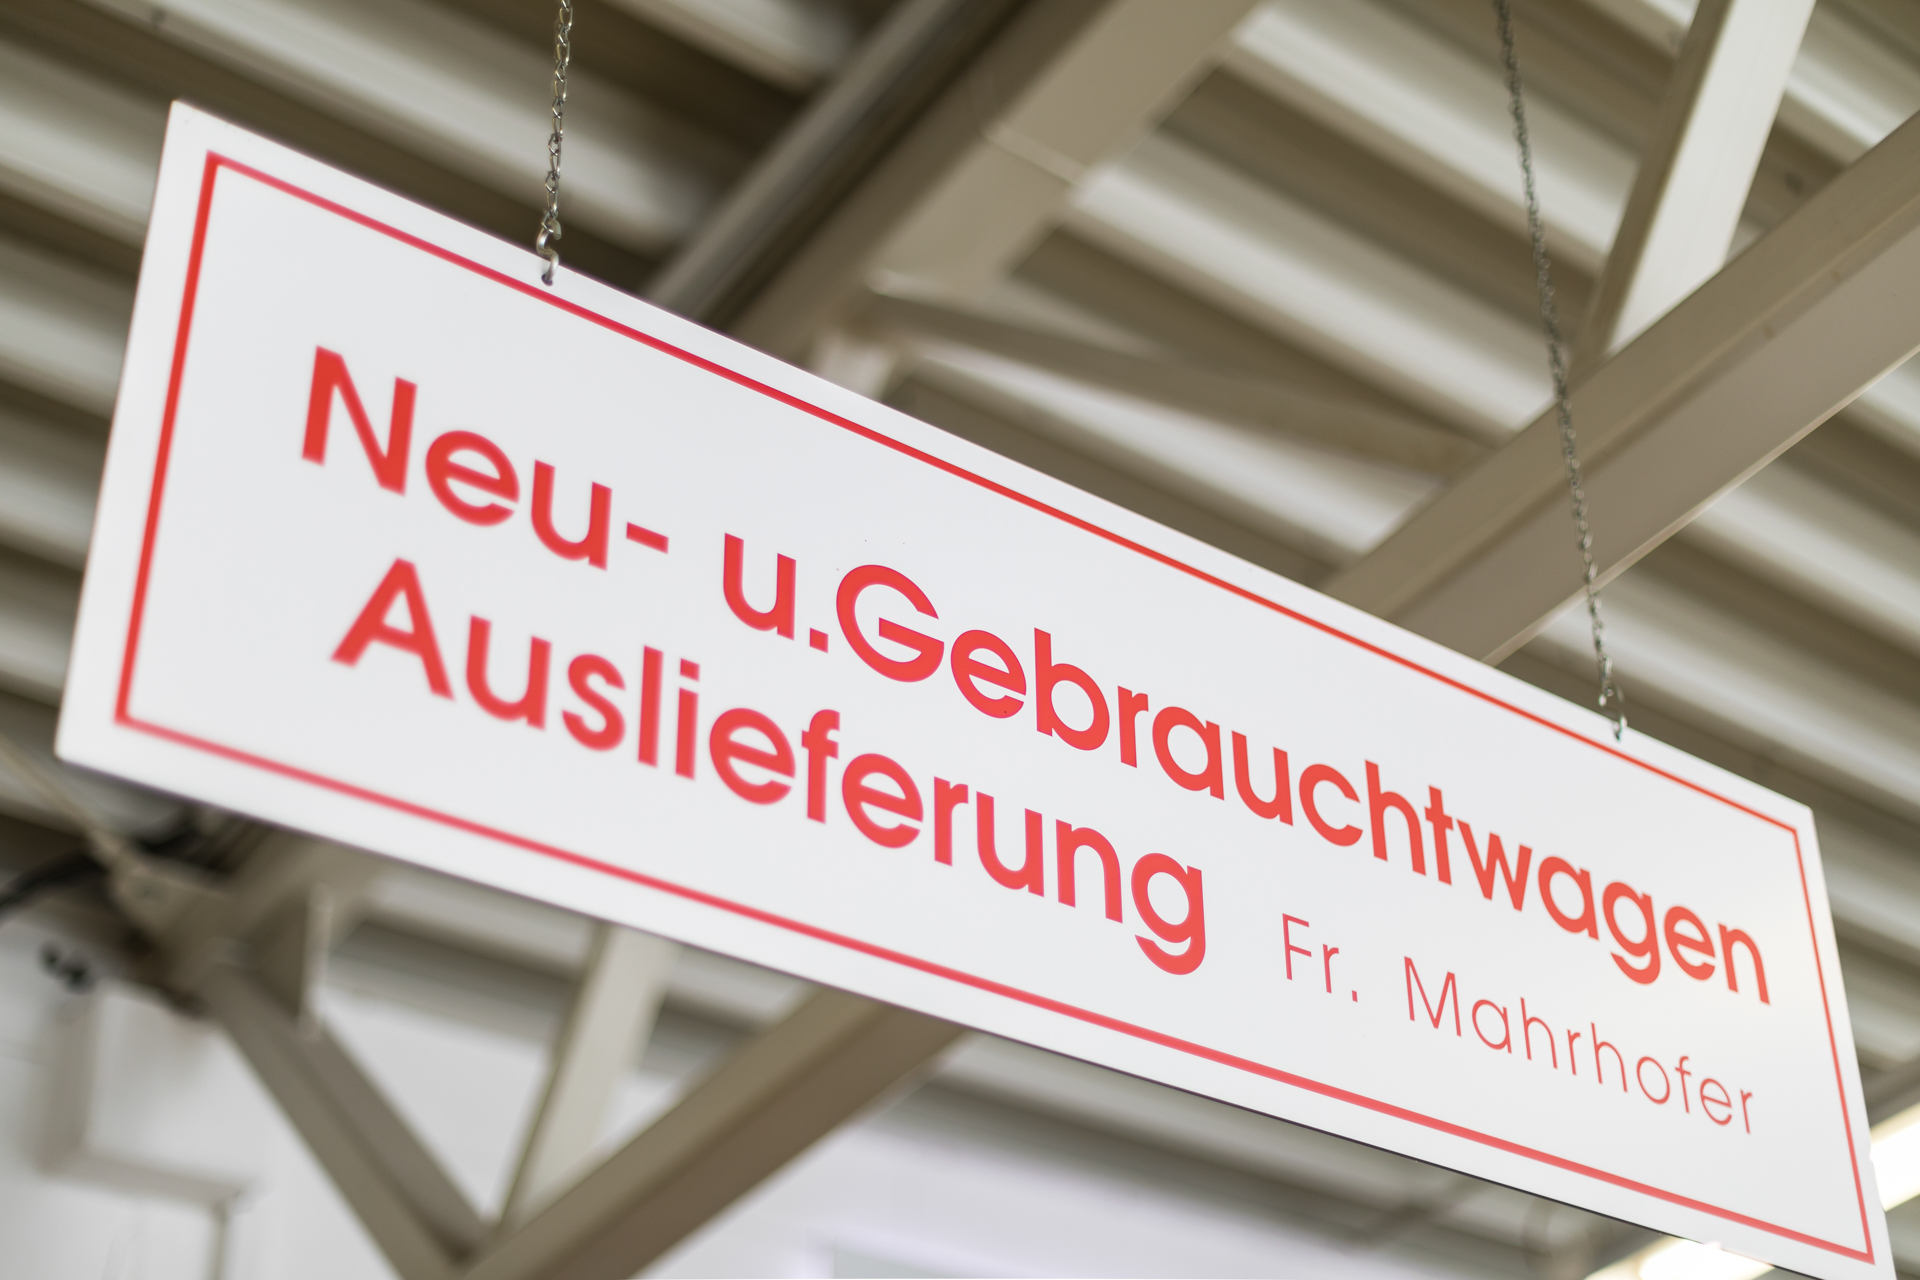 Neu- u.Gebrauchtwagen
Auslieferung Fr. Mahrhofer